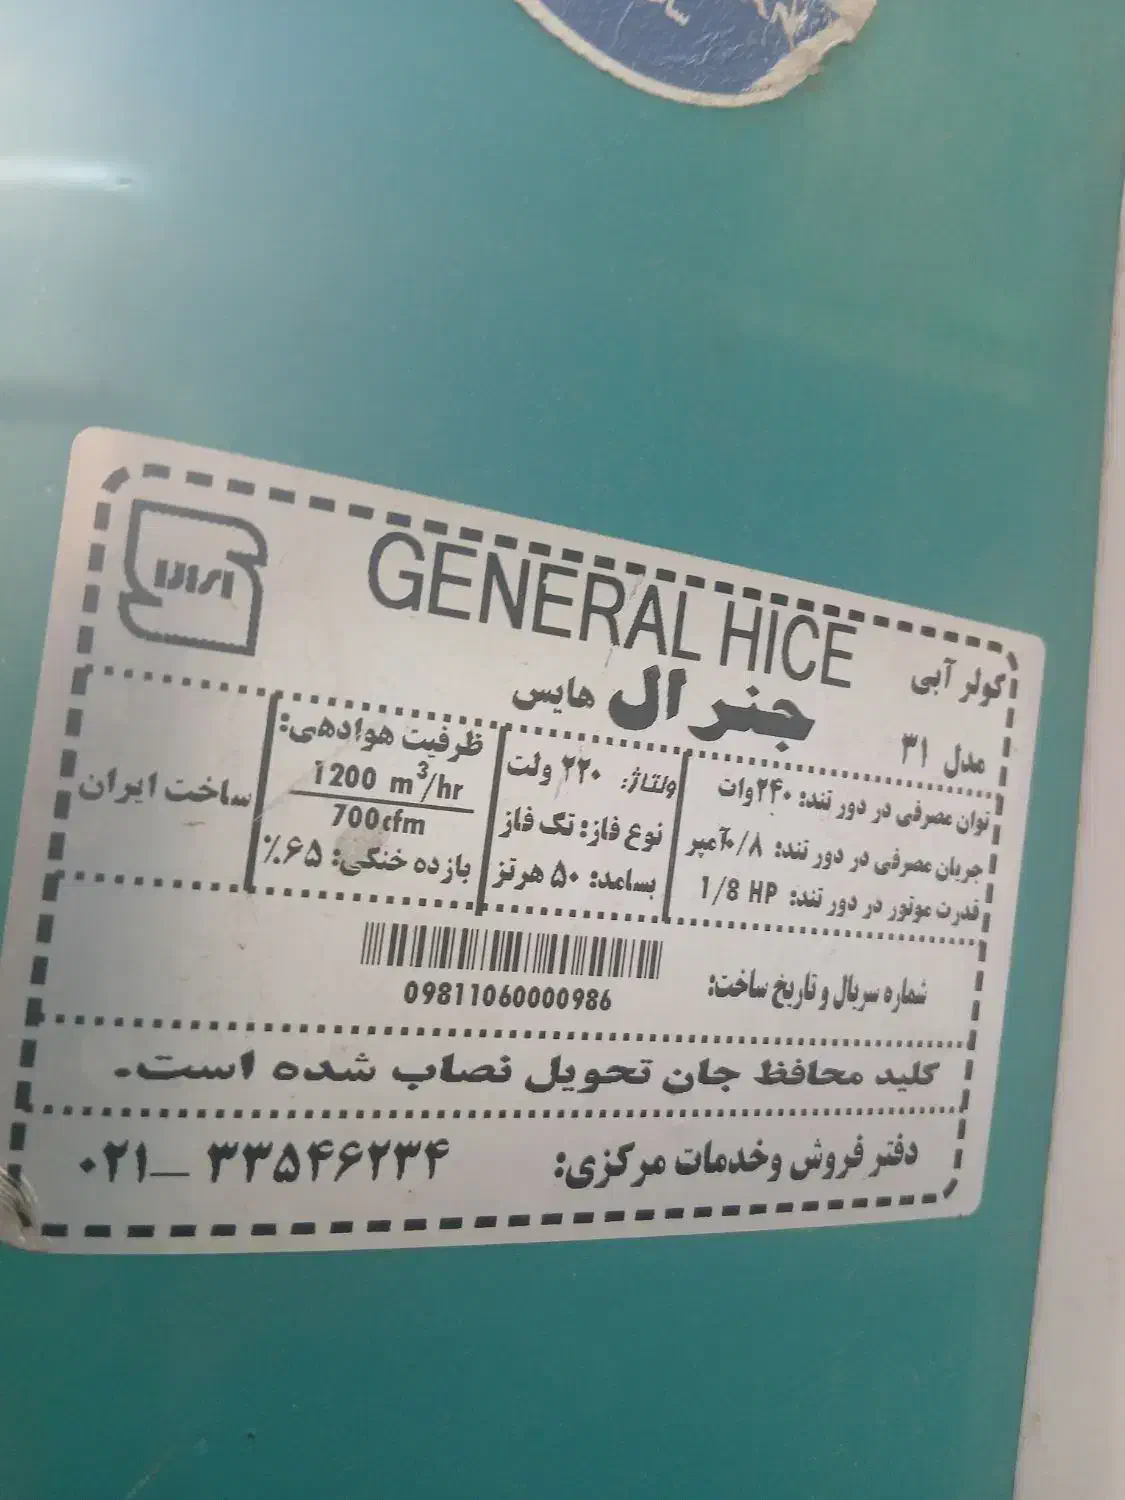 GENERAL HICE
جنرال هایس
کولر آبی
مدل ۳۱
توان مصرفی در دور تند: ۲۴۰وات
جریان مصرفی در دور تند: ۰/۸آمپر
قدرت موتور در دور تند: 1/8 HP
ولتاژ: ۲۲۰ ولت
نوع فاز: تک فاز
بسامد: ۵۰ هرتز
ظرفیت هوادهی:
1200 m³/hr
700cfm
بازده خنکی: ۶۵٪
ساخت ایران
شماره سریال و تاریخ ساخت:
09811060000986
کلید محافظ جان تحویل نصاب شده است.
دفتر فروش وخدمات مرکزی: ۰۲۱–۳۳۵۴۶۲۳۴